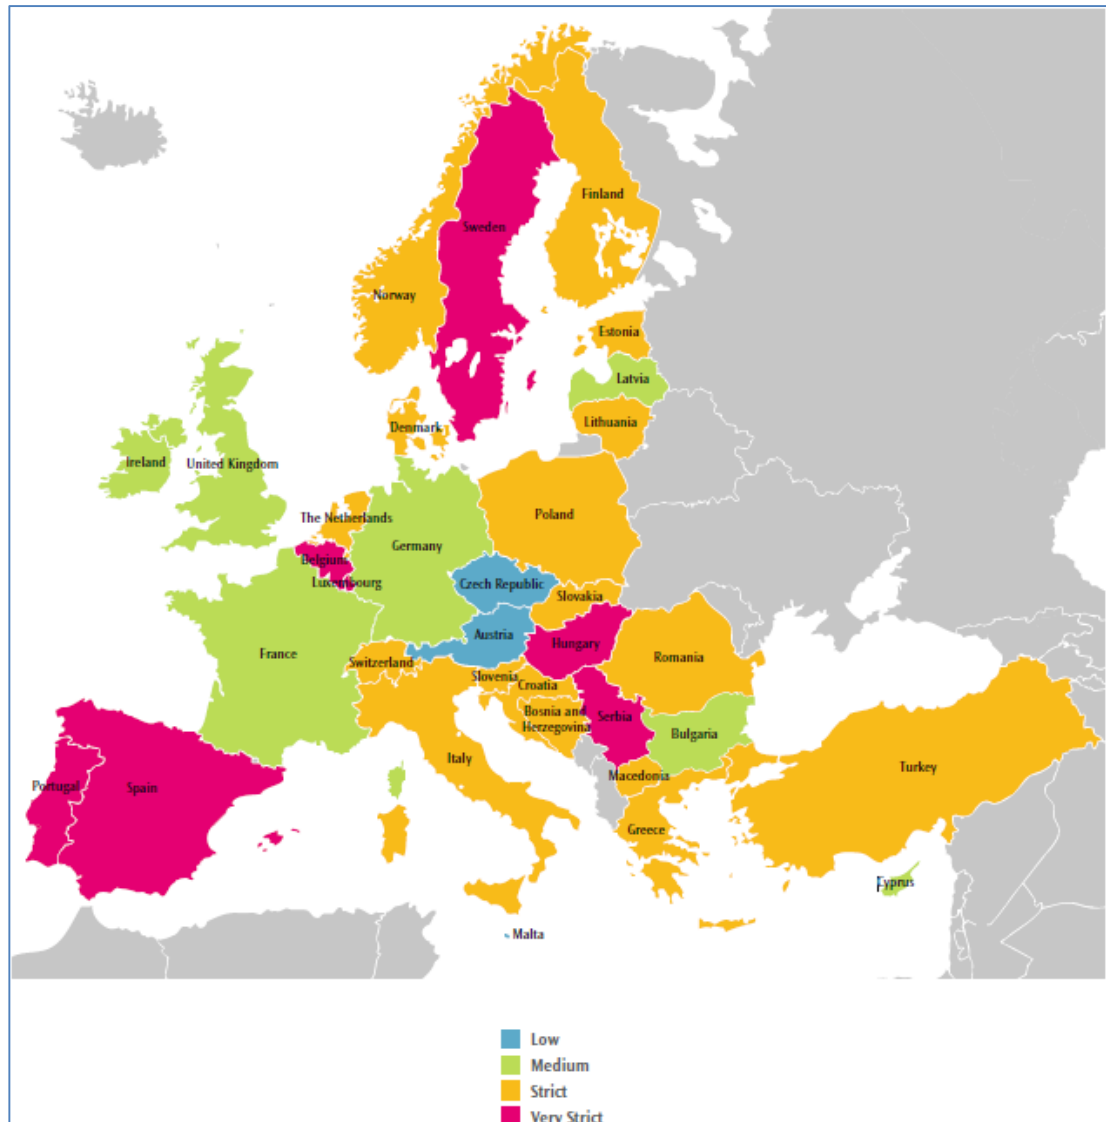 Finland
Sweden
Norway
Estonia
Latvia
Lithuania
Denmark
Ireland
United Kingdom
The Netherlands
Poland
Germany
Belgium
Luxembourg
Czech Republic
Slovakia
Austria
Hungary
France
Switzerland
Romania
Slovenia
Croatia
Bosnia and
Herzegovina
Serbia
Bulgaria
Italy
Macedonia
Turkey
Portugal
Spain
Greece
Cyprus
Malta
Low
Medium
Strict
Very Strict